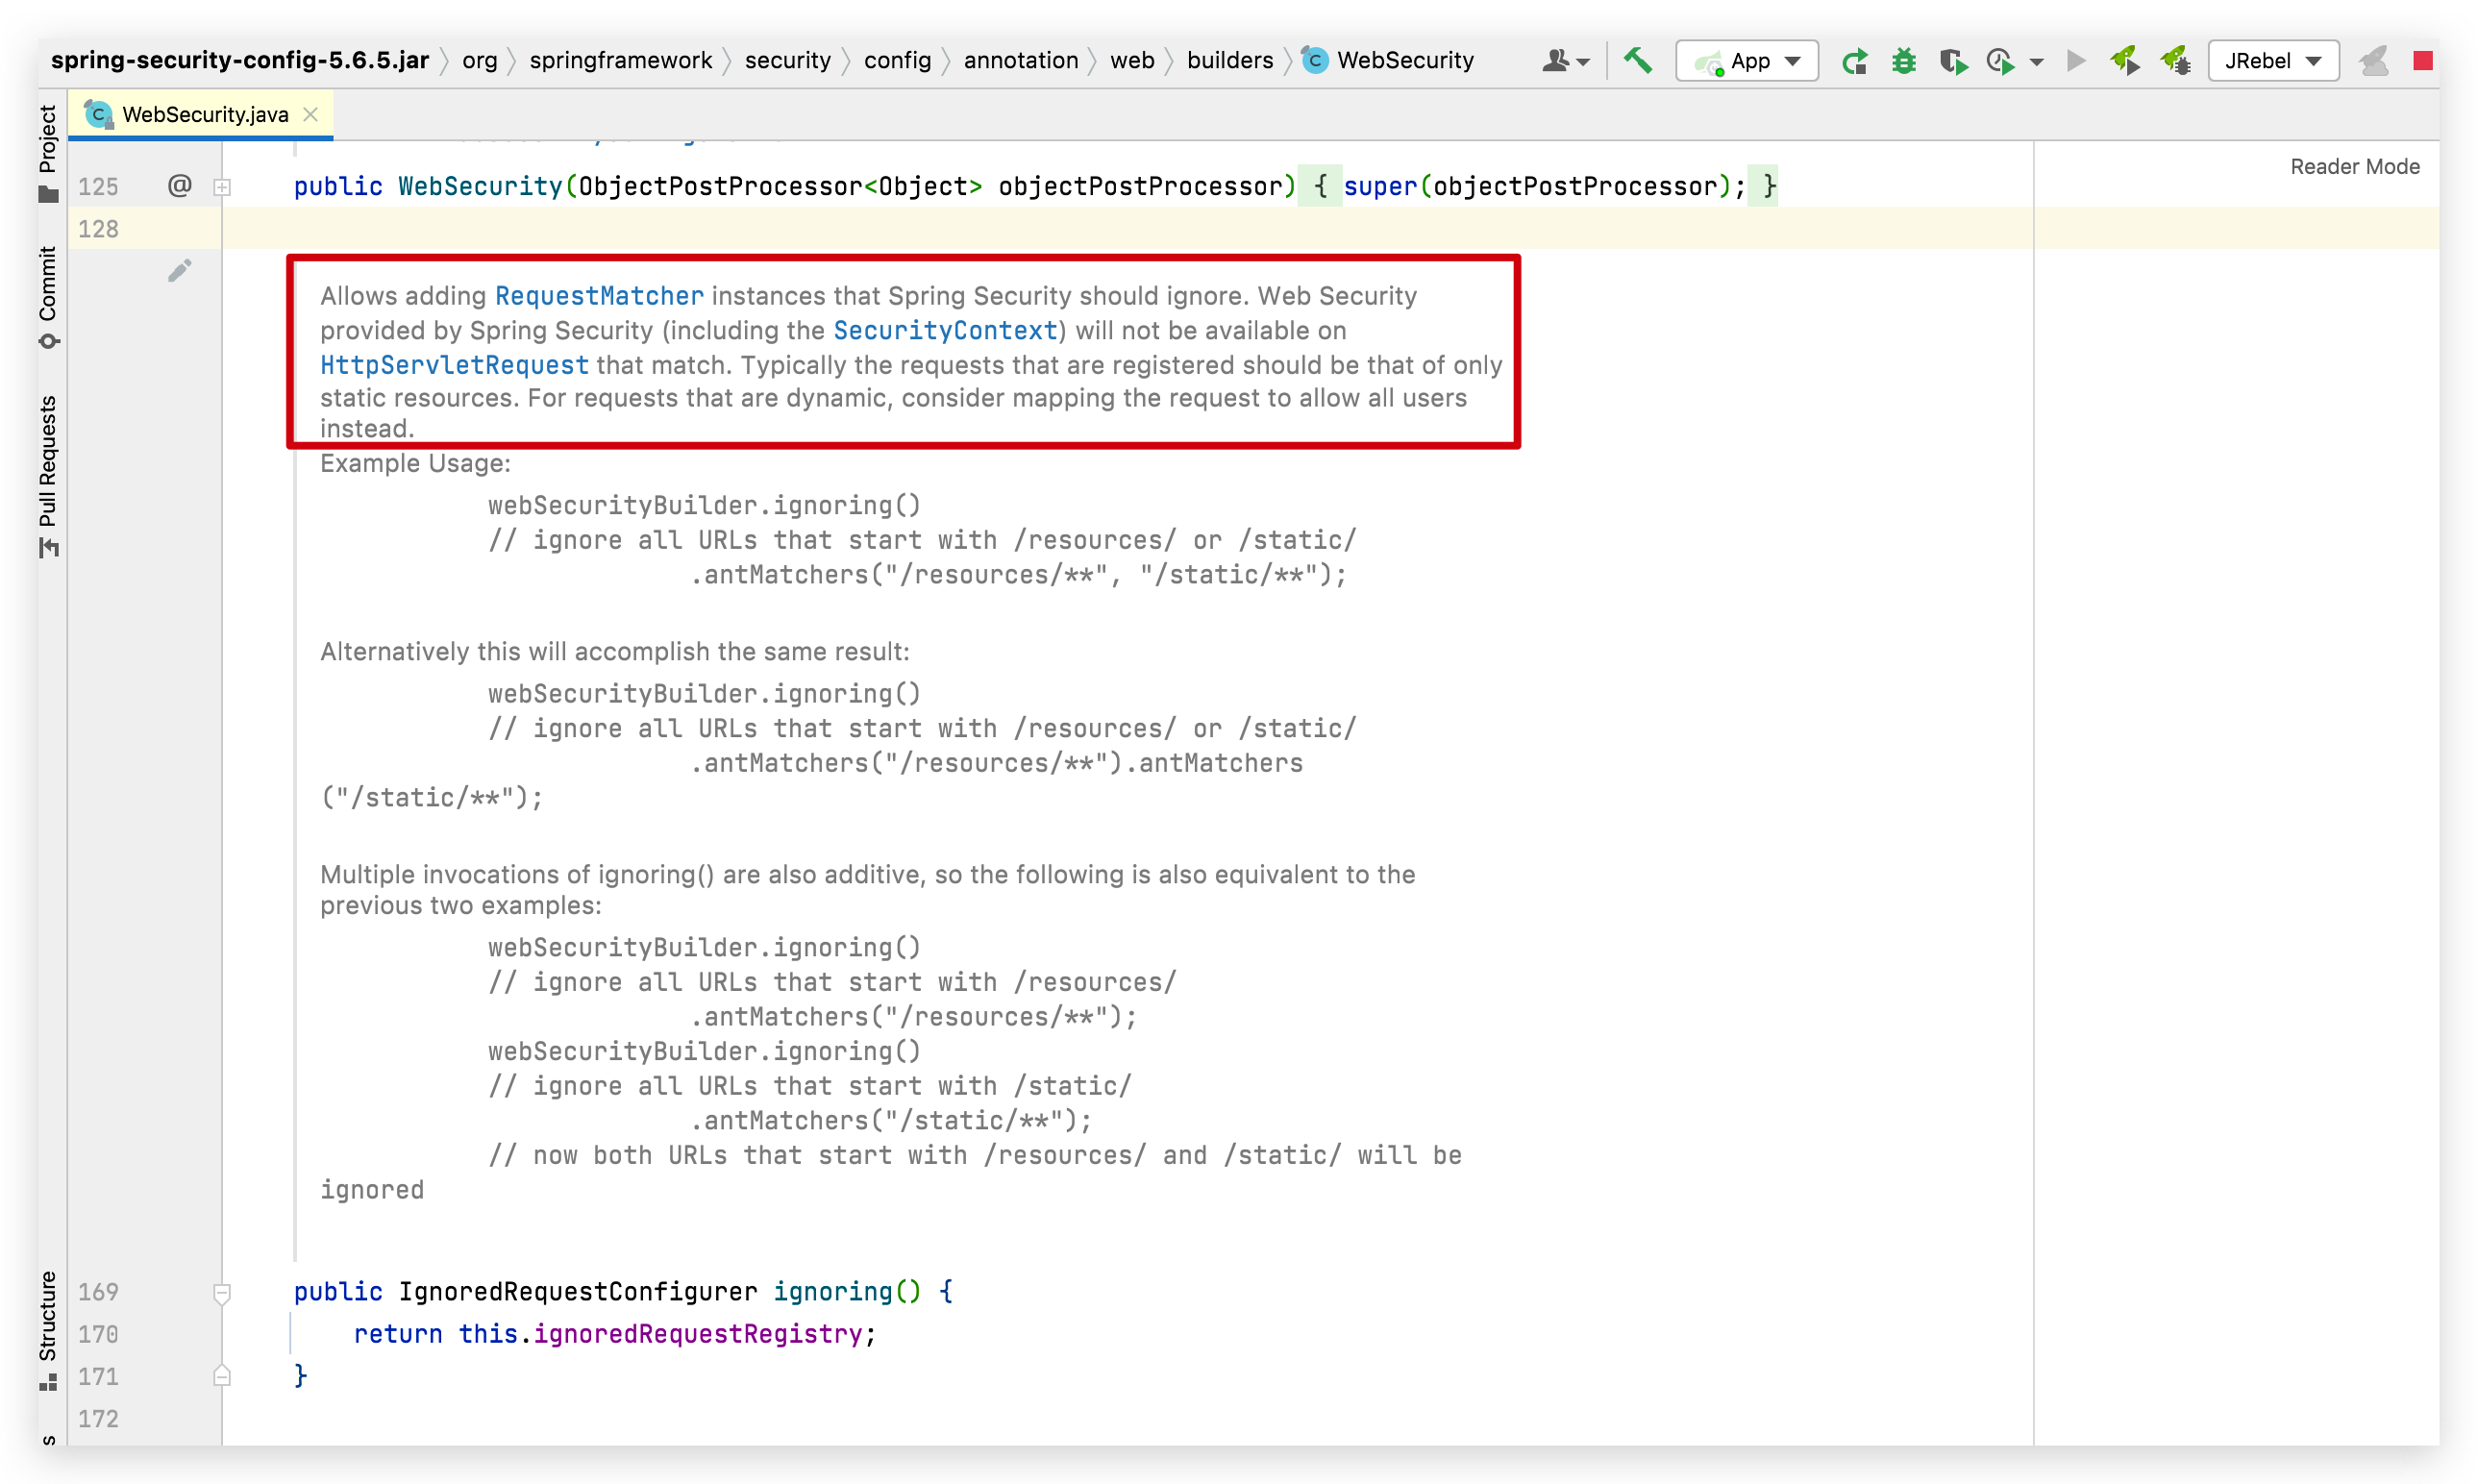 spring-security-config-5.6.5.jar org springframework security config annotation web builders WebSecurity App JRebel
WebSecurity.java
Project
Commit
Pull Requests
Structure
Reader Mode
125 @ public WebSecurity(ObjectPostProcessor<Object> objectPostProcessor) { super(objectPostProcessor); }
128
Allows adding RequestMatcher instances that Spring Security should ignore. Web Security
provided by Spring Security (including the SecurityContext) will not be available on
HttpServletRequest that match. Typically the requests that are registered should be that of only
static resources. For requests that are dynamic, consider mapping the request to allow all users
instead.
Example Usage:
webSecurityBuilder.ignoring()
// ignore all URLs that start with /resources/ or /static/
.antMatchers("/resources/**", "/static/**");
Alternatively this will accomplish the same result:
webSecurityBuilder.ignoring()
// ignore all URLs that start with /resources/ or /static/
.antMatchers("/resources/**").antMatchers
("/static/**");
Multiple invocations of ignoring() are also additive, so the following is also equivalent to the
previous two examples:
webSecurityBuilder.ignoring()
// ignore all URLs that start with /resources/
.antMatchers("/resources/**");
webSecurityBuilder.ignoring()
// ignore all URLs that start with /static/
.antMatchers("/static/**");
// now both URLs that start with /resources/ and /static/ will be
ignored
169 public IgnoredRequestConfigurer ignoring() {
170 return this.ignoredRequestRegistry;
171 }
172